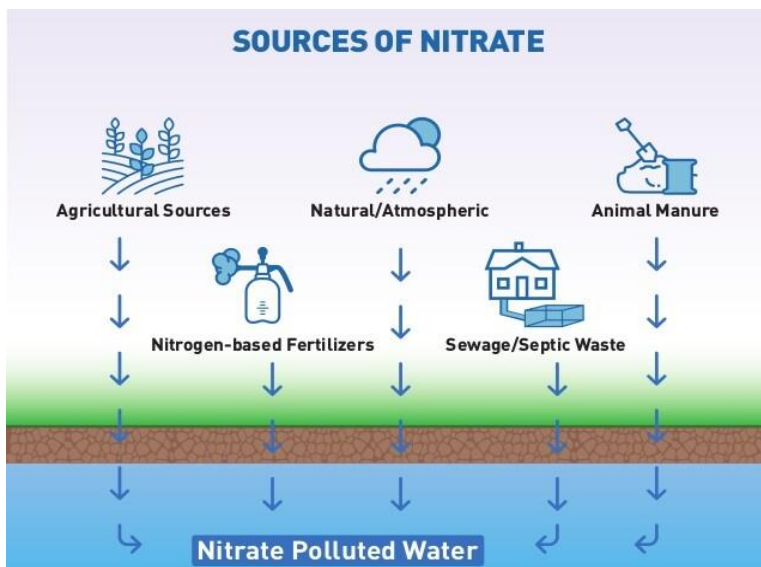 SOURCES OF NITRATE
Agricultural Sources
Natural/Atmospheric
Animal Manure
Nitrogen-based Fertilizers
Sewage/Septic Waste
Nitrate Polluted Water